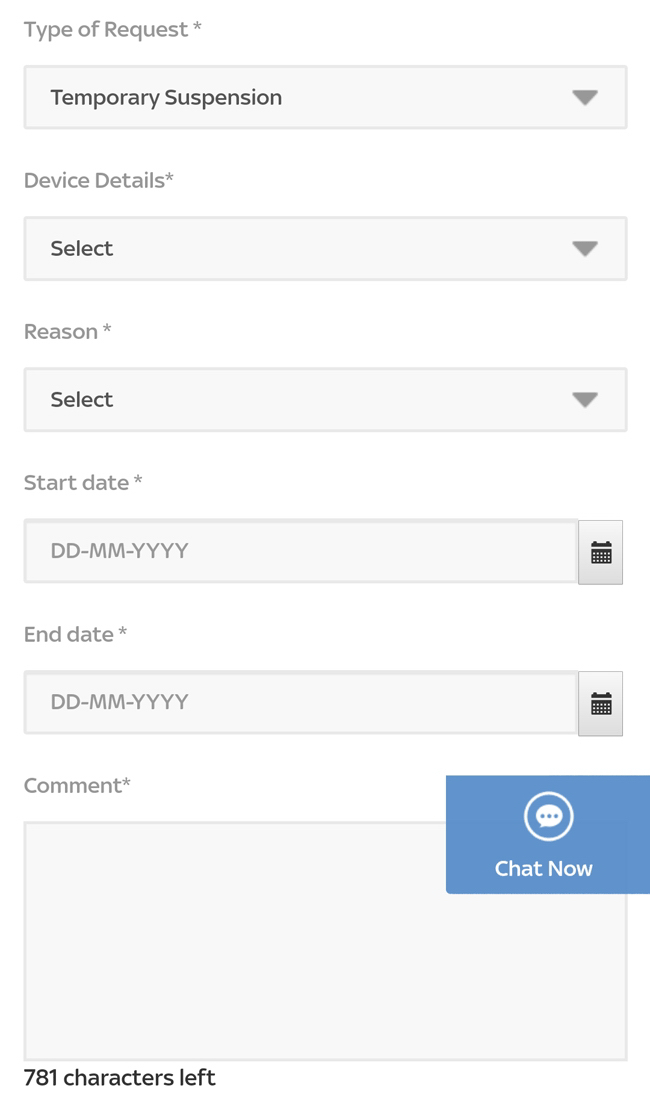 Type of Request *
Temporary Suspension
Device Details*
Select
Reason *
Select
Start date *
DD-MM-YYYY
End date *
DD-MM-YYYY
Comment*
Chat Now
781 characters left